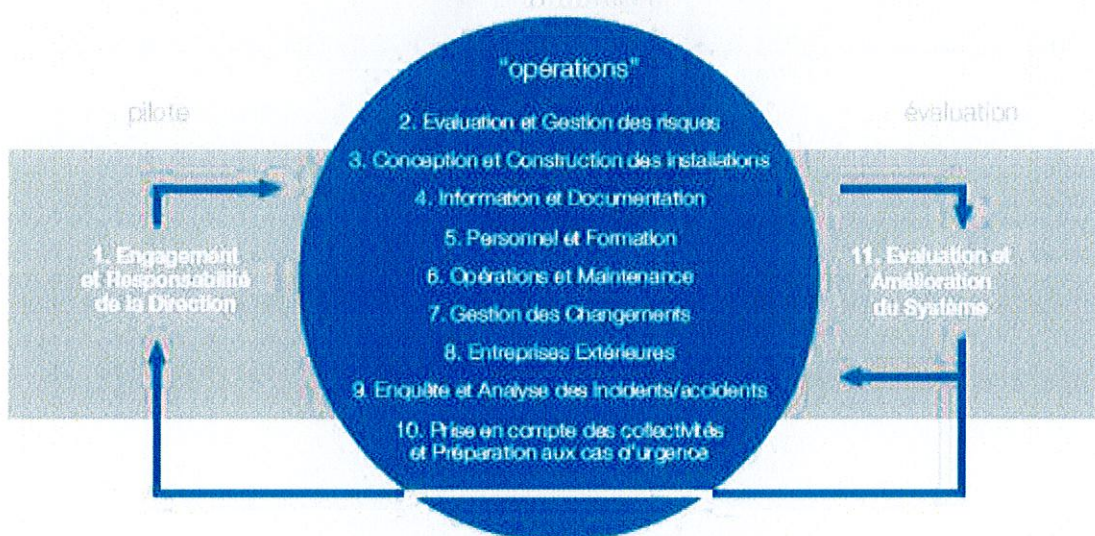 pilote
1. Engagement
et Responsabilité
de la Direction
"opérations"
2. Evaluation et Gestion des risques
3. Conception et Construction des installations
4. Information et Documentation
5. Personnel et Formation
6. Opérations et Maintenance
7. Gestion des Changements
8. Entreprises Extérieures
9. Enquête et Analyse des Incidents/accidents
10. Prise en compte des collectivités
et Préparation aux cas d'urgence
évaluation
11. Evaluation et
Amélioration
du Système